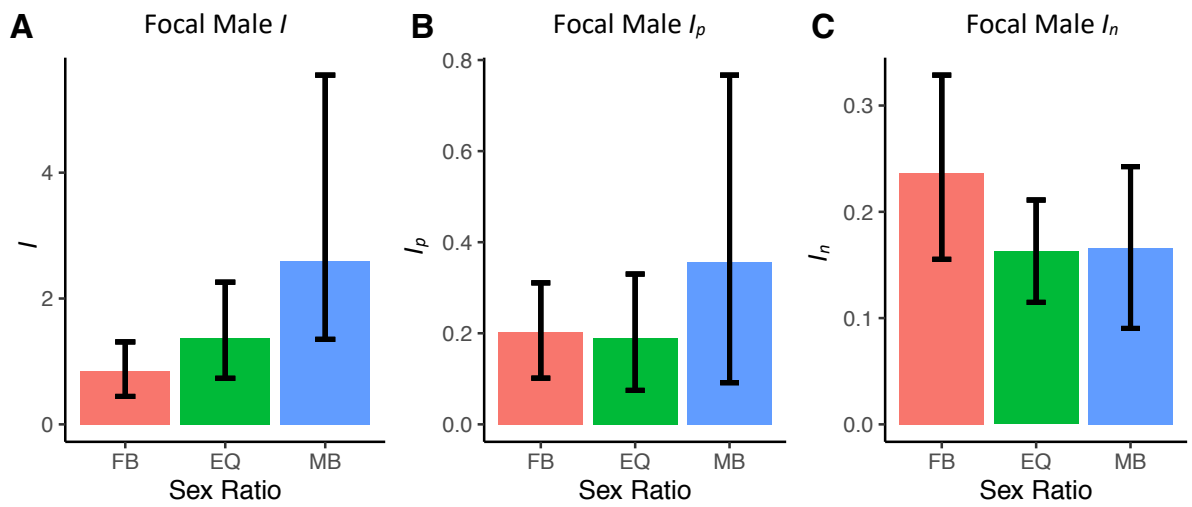 A Focal Male I
I
4
2
0
FB EQ MB
Sex Ratio
B Focal Male Iₚ
Iₚ
0.8
0.6
0.4
0.2
0.0
FB EQ MB
Sex Ratio
C Focal Male Iₙ
Iₙ
0.3
0.2
0.1
0.0
FB EQ MB
Sex Ratio